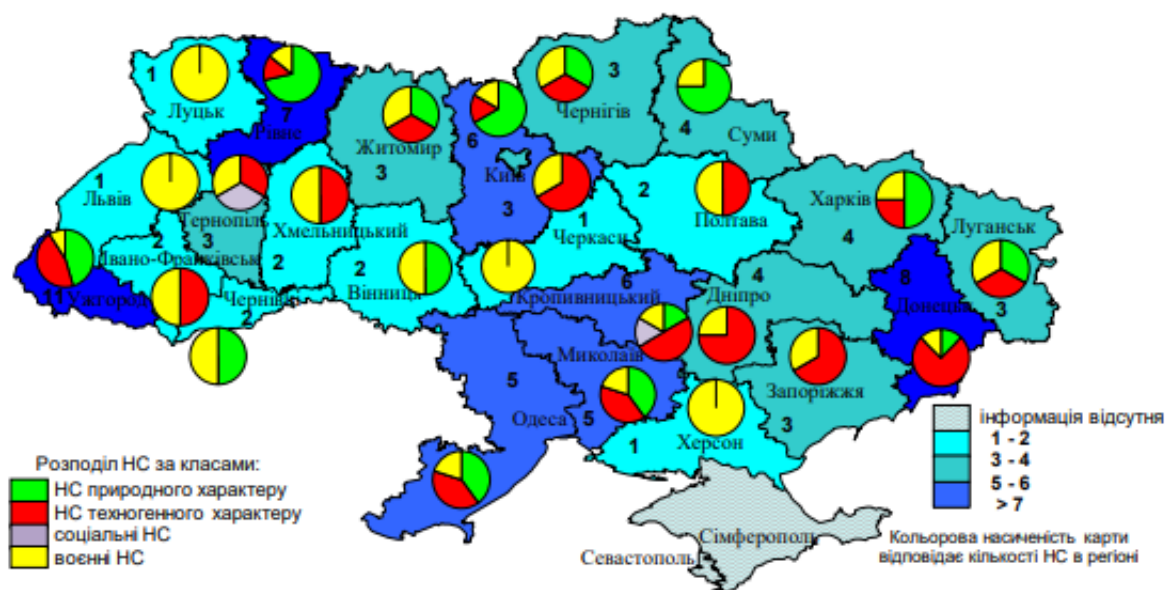 1
Луцьк
7
Рівне
Житомир
3
6
Київ
3
3
Чернігів
4
Суми
1
Львів
Тернопіль
3
Хмельницький
2
2
Івано-Франківськ
11
Ужгород
Чернівці
2
2
Вінниця
1
Черкаси
2
Полтава
Харків
4
Луганськ
3
8
Донецьк
6
Кропивницький
4
Дніпро
Миколаїв
5
5
Одеса
Запоріжжя
3
1
Херсон
Сімферополь
Севастополь
Розподіл НС за класами:
НС природного характеру
НС техногенного характеру
соціальні НС
воєнні НС
інформація відсутня
1 - 2
3 - 4
5 - 6
> 7
Кольорова насиченість карти
відповідає кількості НС в регіоні